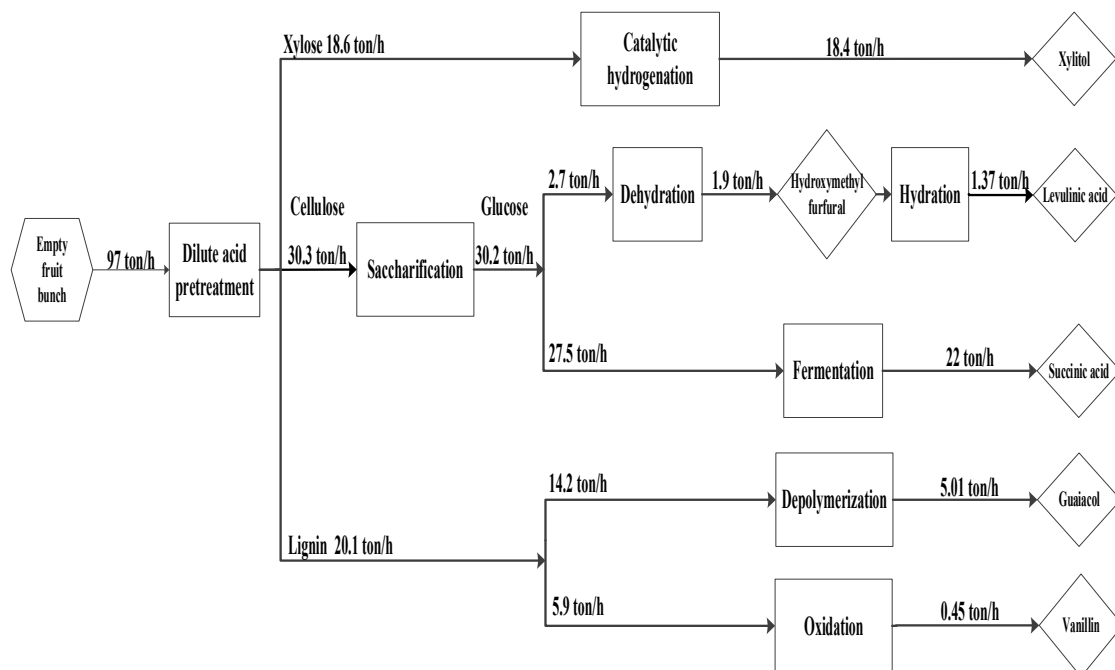 Xylose 18.6 ton/h
Catalytic
hydrogenation
18.4 ton/h
Xylitol
2.7 ton/h
Dehydration
1.9 ton/h
Hydroxymethyl
furfural
Hydration
1.37 ton/h
Levulinic acid
Empty
fruit
bunch
97 ton/h
Dilute acid
pretreatment
Cellulose
30.3 ton/h
Saccharification
Glucose
30.2 ton/h
27.5 ton/h
Fermentation
22 ton/h
Succinic acid
14.2 ton/h
Depolymerization
5.01 ton/h
Guaiacol
Lignin 20.1 ton/h
5.9 ton/h
Oxidation
0.45 ton/h
Vanillin